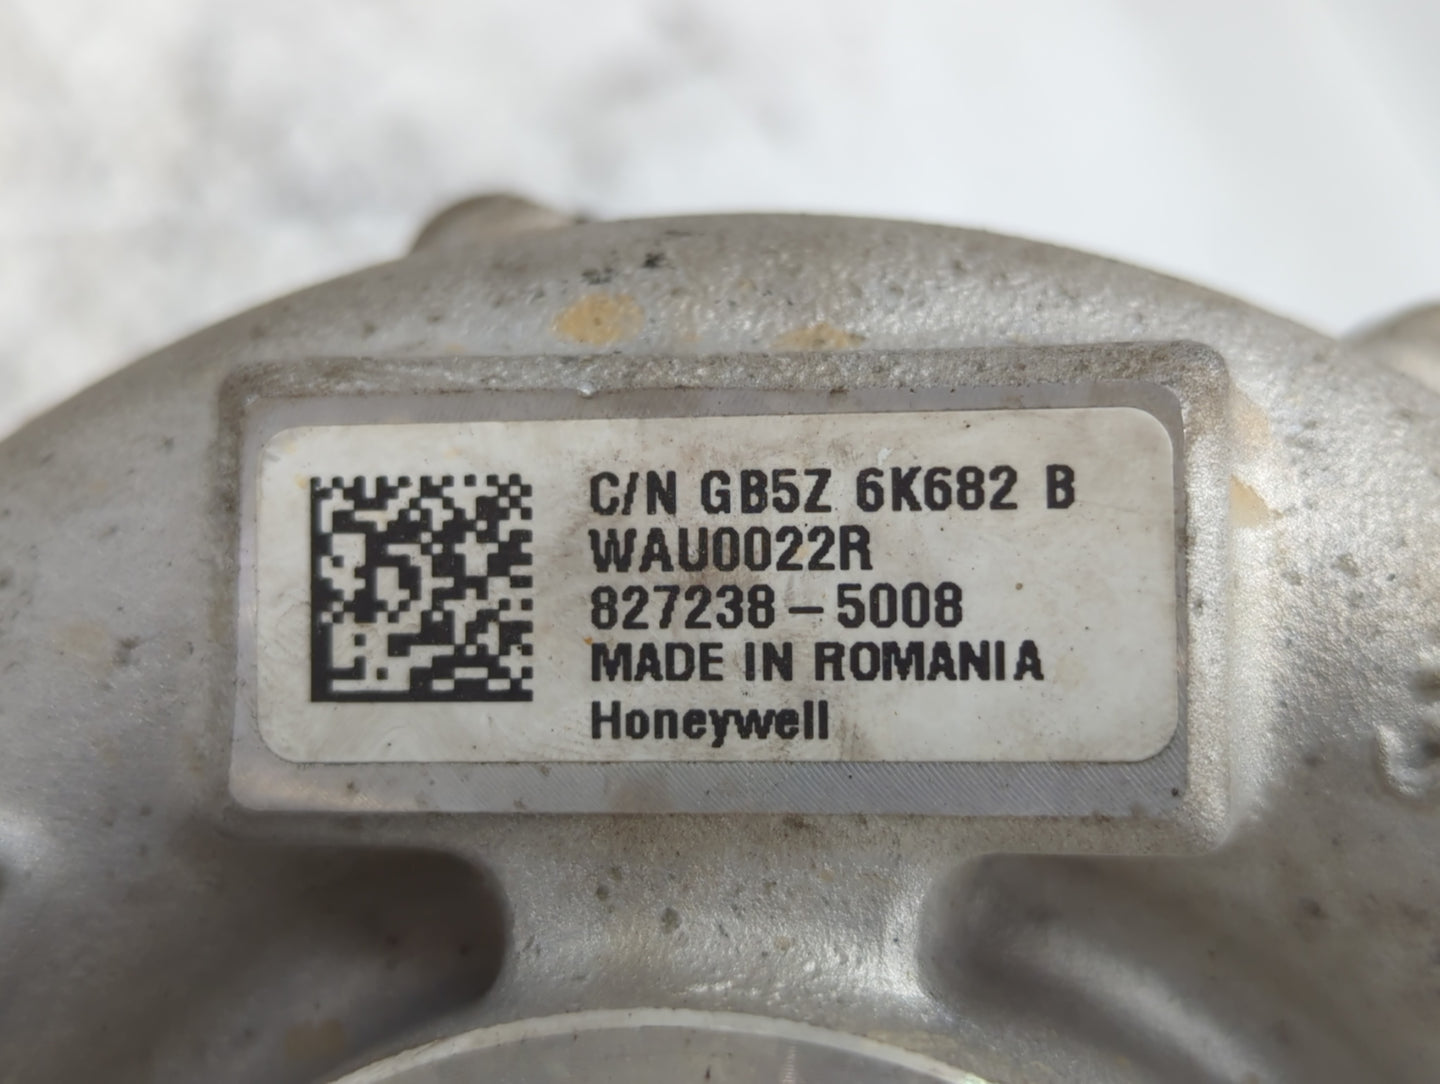 C/N GB5Z 6K682 B
WAU0022R
827238-5008
MADE IN ROMANIA
Honeywell